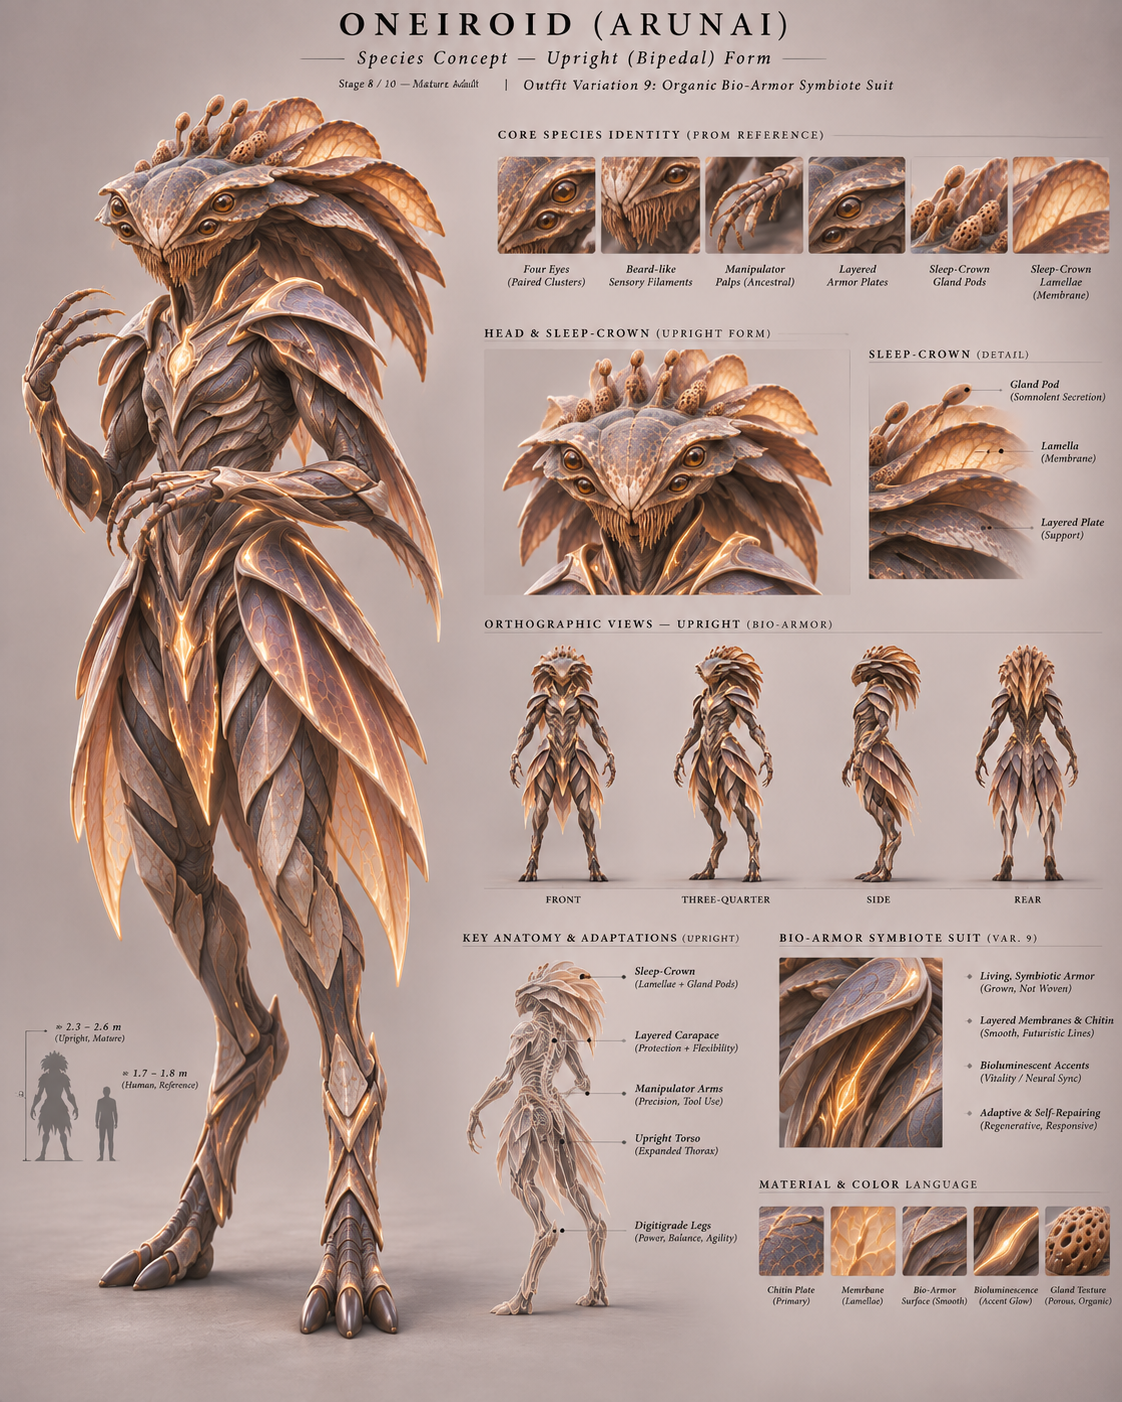 ONEIROID (ARUNAI)
Species Concept — Upright (Bipedal) Form
Stage 8 / 10 — Mature | Outfit Variation 9: Organic Bio-Armor Symbiote Suit
CORE SPECIES IDENTITY (PROM REFERENCE)
Four Eyes
(Paired Clusters)
Beard-like
Sensory Filaments
Manipulator
Palps (Ancestral)
Layered
Armor Plates
Sleep-Crown
Gland Pods
Sleep-Crown
Lamellae
(Membrane)
HEAD & SLEEP-CROWN (UPRIGHT FORM)
SLEEP-CROWN (DETAIL)
Gland Pod
(Somnolent Secretion)
Lamella
(Membrane)
Layered Plate
(Support)
ORTHOGRAPHIC VIEWS — UPRIGHT (BIO-ARMOR)
FRONT
THREE-QUARTER
SIDE
REAR
KEY ANATOMY & ADAPTATIONS (UPRIGHT)
Sleep-Crown
(Lamellae + Gland Pods)
Layered Carapace
(Protection + Flexibility)
Manipulator Arms
(Precision, Tool Use)
Upright Torso
(Expanded Thorax)
Digitigrade Legs
(Power, Balance, Agility)
BIO-ARMOR SYMBIOTE SUIT (VAR. 9)
Living, Symbiotic Armor
(Grown, Not Woven)
Layered Membranes & Chitin
(Smooth, Futuristic Lines)
Bioluminescent Accents
(Vitality / Neural Sync)
Adaptive & Self-Repairing
(Regenerative, Responsive)
≈ 2.3 – 2.6 m
(Upright, Mature)
≈ 1.7 – 1.8 m
(Human, Reference)
MATERIAL & COLOR LANGUAGE
Chitin Plate
(Primary)
Membrane
(Lamellae)
Bio-Armor
Surface (Smooth)
Bioluminescence
(Accent Glow)
Gland Texture
(Porous, Organic)